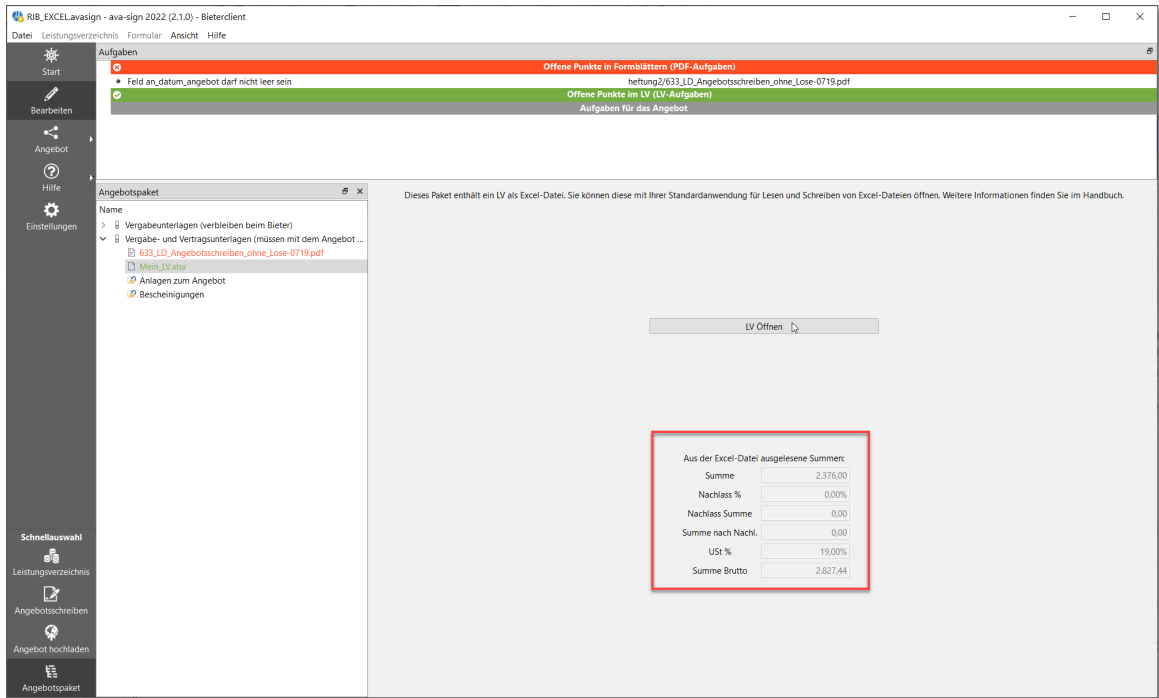 RIB_EXCEL.avasign - ava-sign 2022 (2.1.0) - Bieterclient
Datei Leistungsverzeichnis Formular Ansicht Hilfe
Start
Bearbeiten
Angebot
Hilfe
Einstellungen
Aufgaben
Offene Punkte in Formblättern (PDF-Aufgaben)
Feld an_datum_angebot darf nicht leer sein heftung2/633_LD_Angebotsschreiben_ohne_Lose-0719.pdf
Offene Punkte im LV (LV-Aufgaben)
Aufgaben für das Angebot
Angebotspaket
Name
Vergabeunterlagen (verbleiben beim Bieter)
Vergabe- und Vertragsunterlagen (müssen mit dem Angebot ...
633_LD_Angebotsschreiben_ohne_Lose-0719.pdf
Mein_LV.xlsx
Anlagen zum Angebot
Bescheinigungen
Dieses Paket enthält ein LV als Excel-Datei. Sie können diese mit Ihrer Standardanwendung für Lesen und Schreiben von Excel-Dateien öffnen. Weitere Informationen finden Sie im Handbuch.
LV Öffnen
Aus der Excel-Datei ausgelesene Summen:
Summe 2.376,00
Nachlass % 0,00%
Nachlass Summe 0,00
Summe nach Nachl. 0,00
USt % 19,00%
Summe Brutto 2.827,44
Schnellauswahl
Leistungsverzeichnis
Angebotsschreiben
Angebot hochladen
Angebotspaket